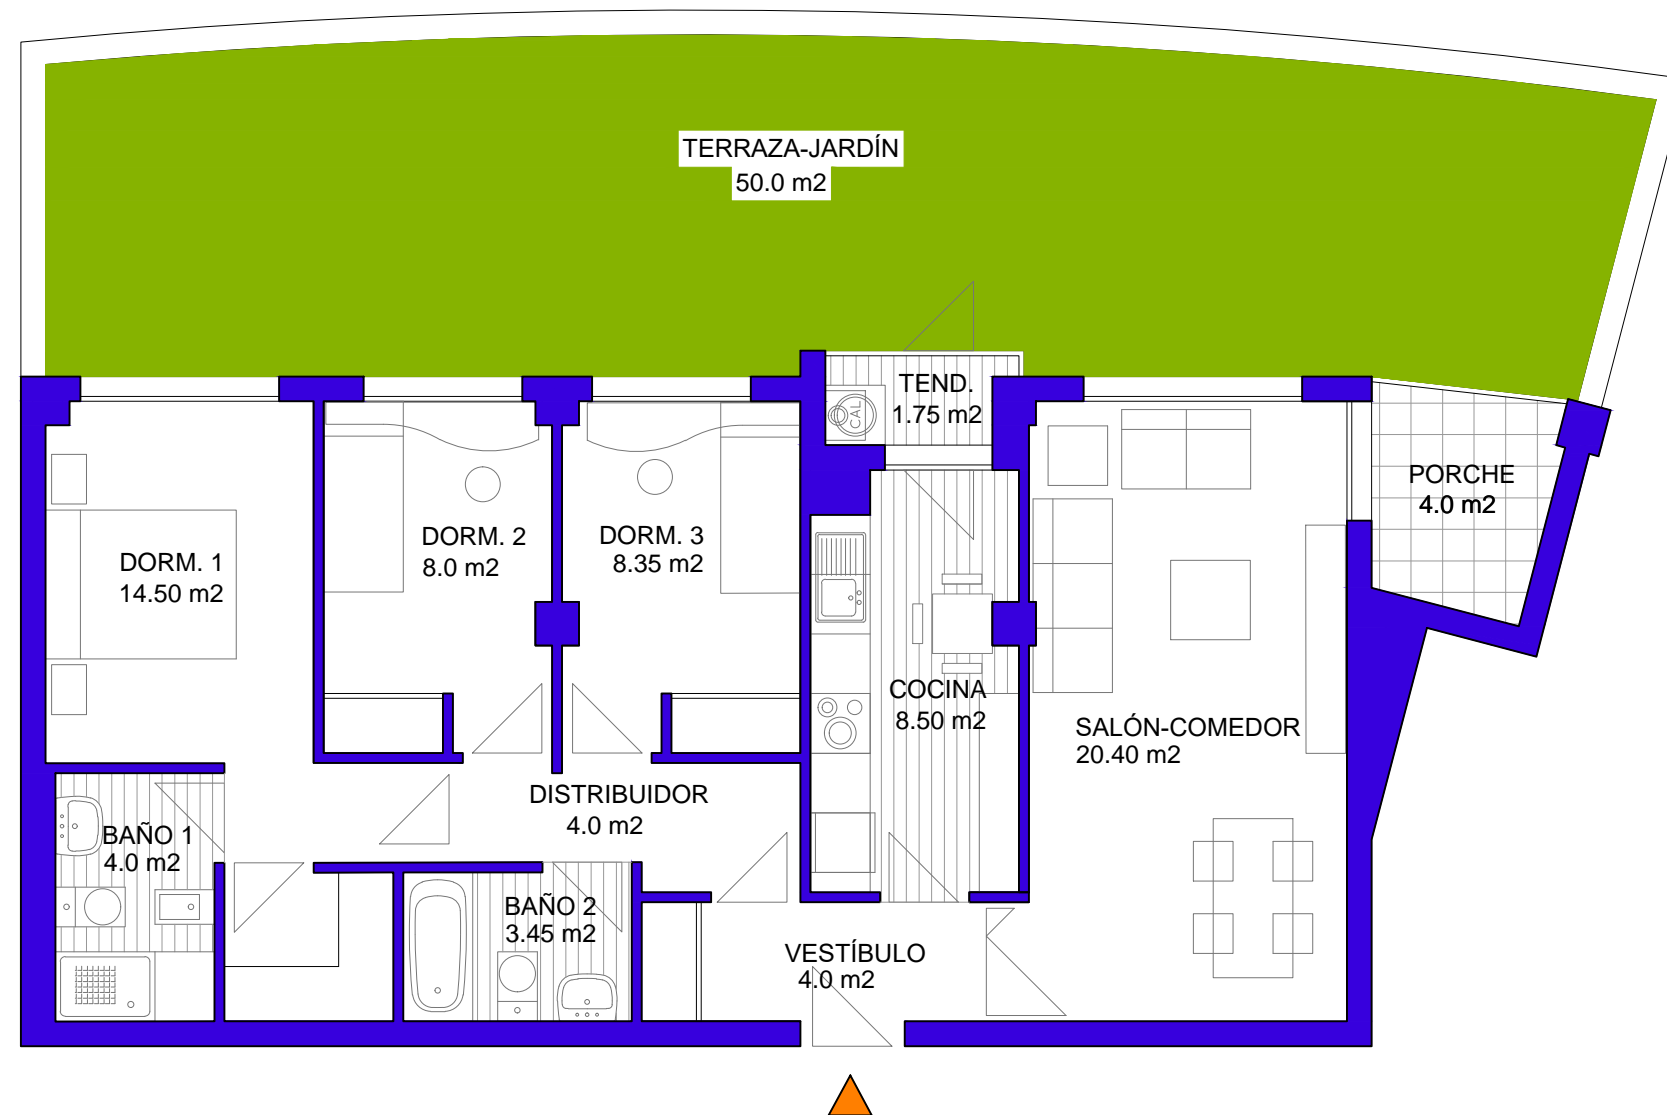 TERRAZA-JARDÍN
50.0 m2
TEND.
1.75 m2
CAL
PORCHE
4.0 m2
DORM. 1
14.50 m2
DORM. 2
8.0 m2
DORM. 3
8.35 m2
COCINA
8.50 m2
SALÓN-COMEDOR
20.40 m2
DISTRIBUIDOR
4.0 m2
BAÑO 1
4.0 m2
BAÑO 2
3.45 m2
VESTÍBULO
4.0 m2